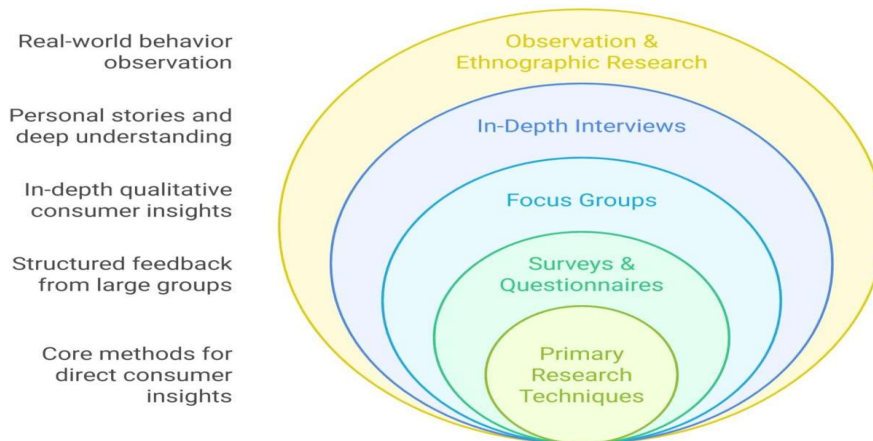 Real-world behavior
observation
Observation &
Ethnographic Research
Personal stories and
deep understanding
In-Depth Interviews
In-depth qualitative
consumer insights
Focus Groups
Structured feedback
from large groups
Surveys &
Questionnaires
Core methods for
direct consumer
insights
Primary
Research
Techniques